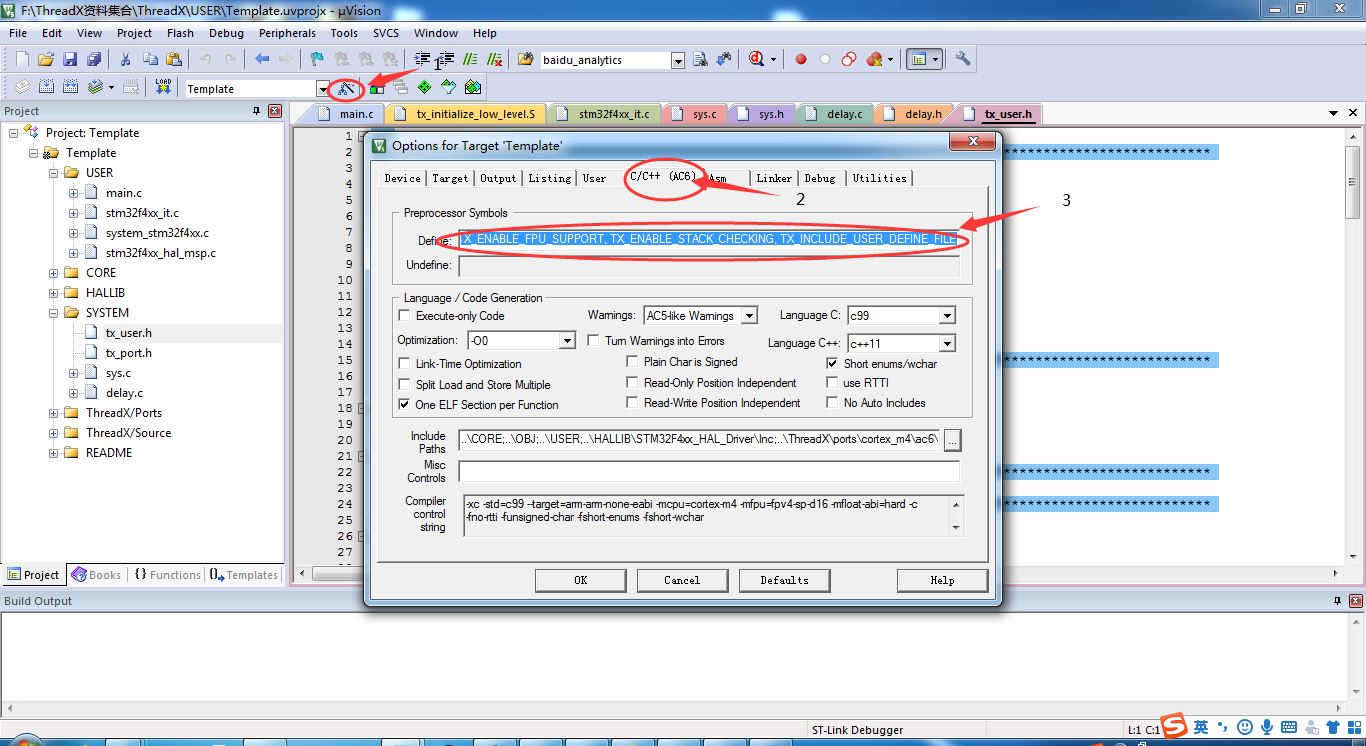 F:\ThreadX资料集合\ThreadX\USER\Template.uvprojx - µVision
File Edit View Project Flash Debug Peripherals Tools SVCS Window Help
baidu_analytics
1
LOAD
Template
Project
main.c tx_initialize_low_level.S stm32f4xx_it.c sys.c sys.h delay.c delay.h tx_user.h
Project: Template
Template
USER
main.c
stm32f4xx_it.c
system_stm32f4xx.c
stm32f4xx_hal_msp.c
CORE
HALLIB
SYSTEM
tx_user.h
tx_port.h
sys.c
delay.c
ThreadX/Ports
ThreadX/Source
README
Project Books Functions Templates
1
2
3
4
5
6
7
8
9
10
11
12
13
14
15
16
17
18
19
20
21
22
23
24
25
26
27
Options for Target 'Template'
Device Target Output Listing User C/C++ (AC6) Asm Linker Debug Utilities
2
3
Preprocessor Symbols
Define: X_ENABLE_FPU_SUPPORT, TX_ENABLE_STACK_CHECKING, TX_INCLUDE_USER_DEFINE_FILE
Undefine:
Language / Code Generation
Execute-only Code Warnings: AC5-like Warnings Language C: c99
Optimization: -O0 Turn Warnings into Errors Language C++: c++11
Link-Time Optimization Plain Char is Signed Short enums/wchar
Split Load and Store Multiple Read-Only Position Independent use RTTI
One ELF Section per Function Read-Write Position Independent No Auto Includes
Include Paths ..\CORE;..\OBJ;..\USER;..\HALLIB\STM32F4xx_HAL_Driver\Inc;..\ThreadX\ports\cortex_m4\ac6\ ...
Misc Controls
Compiler control string
-xc -std=c99 --target=arm-arm-none-eabi -mcpu=cortex-m4 -mfpu=fpv4-sp-d16 -mfloat-abi=hard -c
-fno-rtti -funsigned-char -fshort-enums -fshort-wchar
OK Cancel Defaults Help
Build Output
ST-Link Debugger L:1 C:1
英